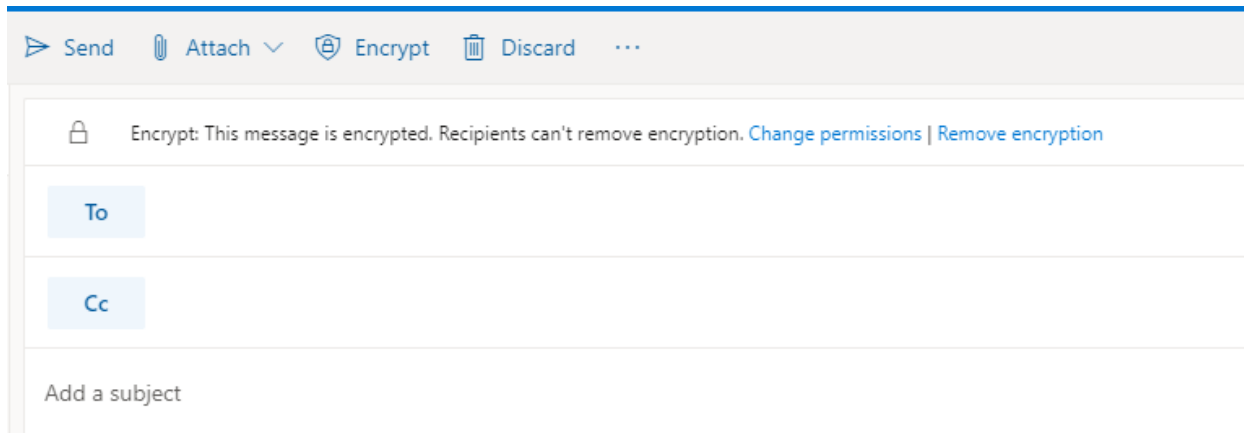 Send Attach Encrypt Discard ...
Encrypt: This message is encrypted. Recipients can't remove encryption. Change permissions | Remove encryption
To
Cc
Add a subject